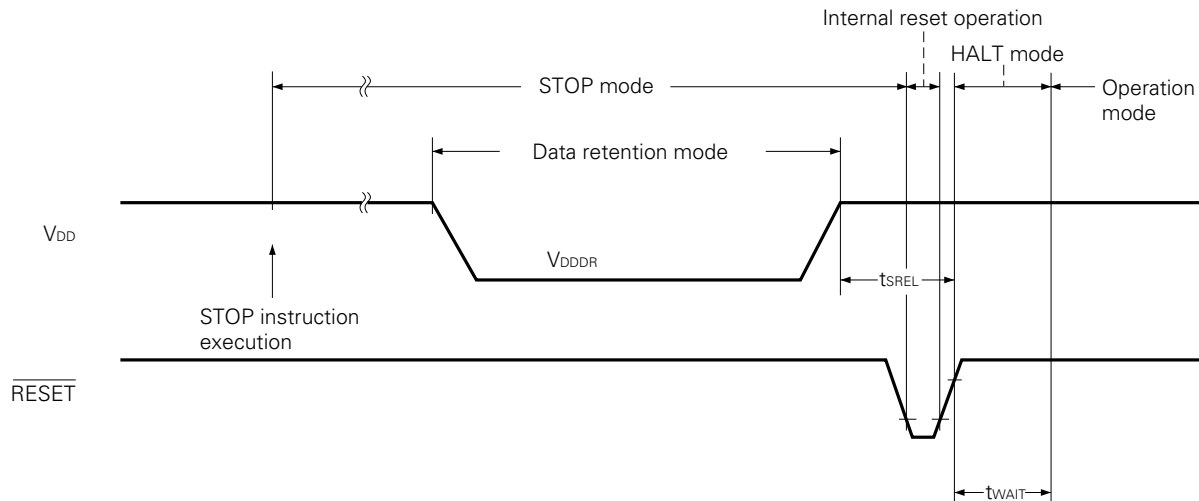 Internal reset operation
HALT mode
STOP mode
Operation
mode
Data retention mode
VDD
VDDDR
tSREL
STOP instruction
execution
RESET
tWAIT